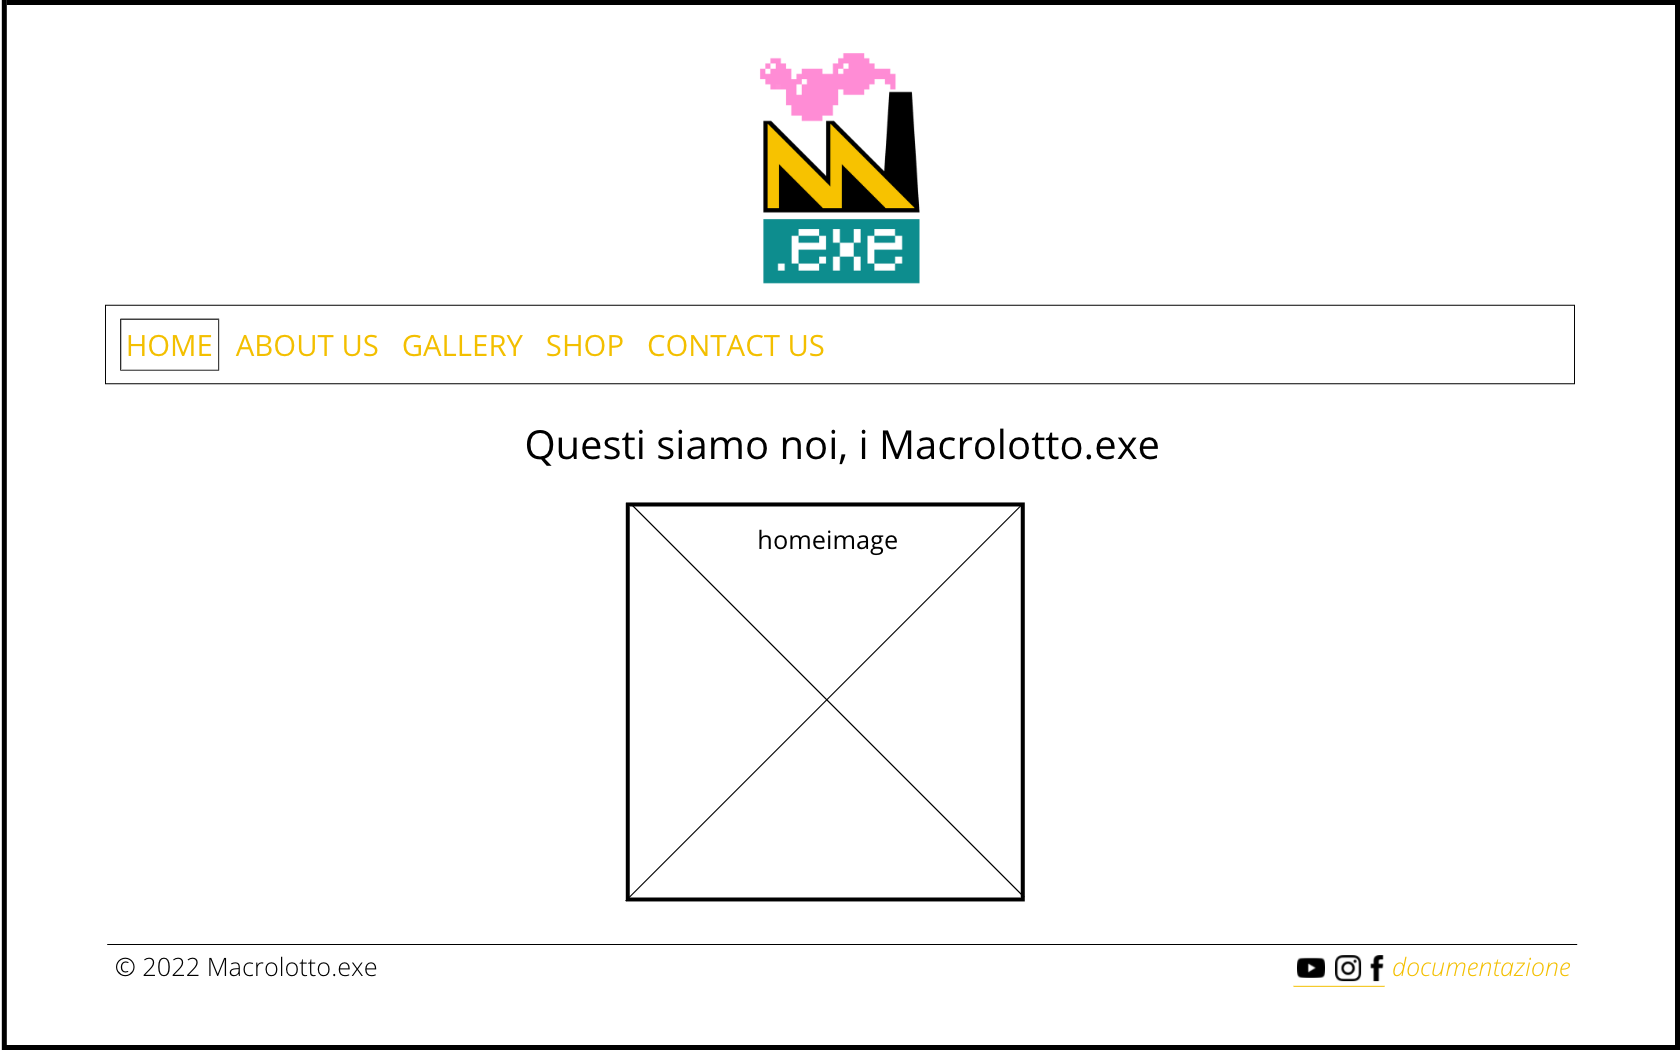 .exe
HOME ABOUT US GALLERY SHOP CONTACT US
Questi siamo noi, i Macrolotto.exe
homeimage
© 2022 Macrolotto.exe documentazione